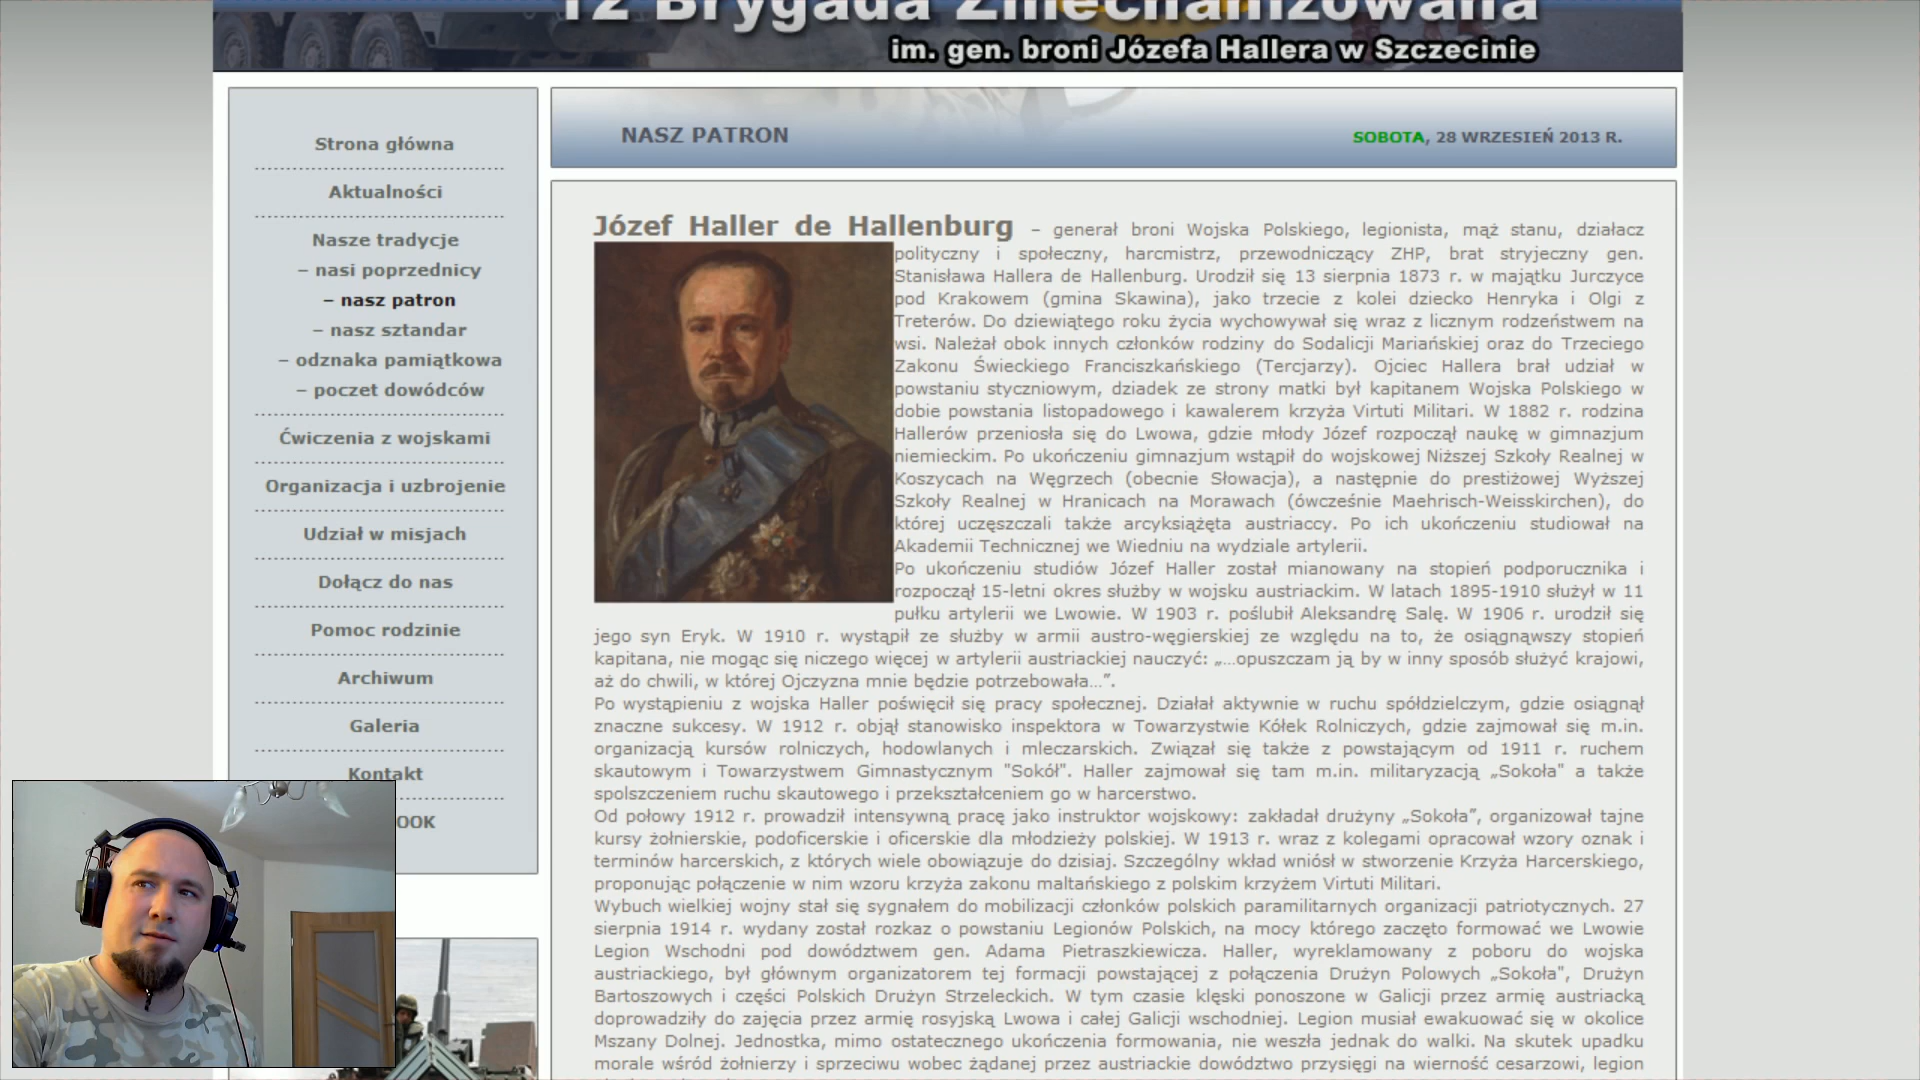 12 Brygada Zmechanizowana
im. gen. broni Józefa Hallera w Szczecinie
Strona główna
Aktualności
Nasze tradycje
– nasi poprzednicy
– nasz patron
– nasz sztandar
– odznaka pamiątkowa
– poczet dowódców
Ćwiczenia z wojskami
Organizacja i uzbrojenie
Udział w misjach
Dołącz do nas
Pomoc rodzinie
Archiwum
Galeria
Kontakt
OOK
NASZ PATRON
SOBOTA, 28 WRZESIEŃ 2013 R.
Józef Haller de Hallenburg – generał broni Wojska Polskiego, legionista, mąż stanu, działacz
polityczny i społeczny, harcmistrz, przewodniczący ZHP, brat stryjeczny gen.
Stanisława Hallera de Hallenburg. Urodził się 13 sierpnia 1873 r. w majątku Jurczyce
pod Krakowem (gmina Skawina), jako trzecie z kolei dziecko Henryka i Olgi z
Treterów. Do dziewiątego roku życia wychowywał się wraz z licznym rodzeństwem na
wsi. Należał obok innych członków rodziny do Sodalicji Mariańskiej oraz do Trzeciego
Zakonu Świeckiego Franciszkańskiego (Tercjarzy). Ojciec Hallera brał udział w
powstaniu styczniowym, dziadek ze strony matki był kapitanem Wojska Polskiego w
dobie powstania listopadowego i kawalerem krzyża Virtuti Militari. W 1882 r. rodzina
Hallerów przeniosła się do Lwowa, gdzie młody Józef rozpoczął naukę w gimnazjum
niemieckim. Po ukończeniu gimnazjum wstąpił do wojskowej Niższej Szkoły Realnej w
Koszycach na Węgrzech (obecnie Słowacja), a następnie do prestiżowej Wyższej
Szkoły Realnej w Hranicach na Morawach (ówcześnie Maehrisch-Weisskirchen), do
której uczęszczali także arcyksiążęta austriaccy. Po ich ukończeniu studiował na
Akademii Technicznej we Wiedniu na wydziale artylerii.
Po ukończeniu studiów Józef Haller został mianowany na stopień podporucznika i
rozpoczął 15-letni okres służby w wojsku austriackim. W latach 1895-1910 służył w 11
pułku artylerii we Lwowie. W 1903 r. poślubił Aleksandrę Salę. W 1906 r. urodził się
jego syn Eryk. W 1910 r. wystąpił ze służby w armii austro-węgierskiej ze względu na to, że osiągnąwszy stopień
kapitana, nie mogąc się niczego więcej w artylerii austriackiej nauczyć: „…opuszczam ją by w inny sposób służyć krajowi,
aż do chwili, w której Ojczyzna mnie będzie potrzebowała…”.
Po wystąpieniu z wojska Haller poświęcił się pracy społecznej. Działał aktywnie w ruchu spółdzielczym, gdzie osiągnął
znaczne sukcesy. W 1912 r. objął stanowisko inspektora w Towarzystwie Kółek Rolniczych, gdzie zajmował się m.in.
organizacją kursów rolniczych, hodowlanych i mleczarskich. Związał się także z powstającym od 1911 r. ruchem
skautowym i Towarzystwem Gimnastycznym "Sokół". Haller zajmował się tam m.in. militaryzacją „Sokoła" a także
spolszczeniem ruchu skautowego i przekształceniem go w harcerstwo.
Od połowy 1912 r. prowadził intensywną pracę jako instruktor wojskowy: zakładał drużyny „Sokoła”, organizował tajne
kursy żołnierskie, podoficerskie i oficerskie dla młodzieży polskiej. W 1913 r. wraz z kolegami opracował wzory oznak i
terminów harcerskich, z których wiele obowiązuje do dzisiaj. Szczególny wkład wniósł w stworzenie Krzyża Harcerskiego,
proponując połączenie w nim wzoru krzyża zakonu maltańskiego z polskim krzyżem Virtuti Militari.
Wybuch wielkiej wojny stał się sygnałem do mobilizacji członków polskich paramilitarnych organizacji patriotycznych. 27
sierpnia 1914 r. wydany został rozkaz o powstaniu Legionów Polskich, na mocy którego zaczęto formować we Lwowie
Legion Wschodni pod dowództwem gen. Adama Pietraszkiewicza. Haller, wyreklamowany z poboru do wojska
austriackiego, był głównym organizatorem tej formacji powstającej z połączenia Drużyn Polowych „Sokoła", Drużyn
Bartoszowych i części Polskich Drużyn Strzeleckich. W tym czasie klęski ponoszone w Galicji przez armię austriacką
doprowadziły do zajęcia przez armię rosyjską Lwowa i całej Galicji wschodniej. Legion musiał ewakuować się w okolice
Mszany Dolnej. Jednostka, mimo ostatecznego ukończenia formowania, nie weszła jednak do walki. Na skutek upadku
morale wśród żołnierzy i sprzeciwu wobec żądanej przez austriackie dowództwo przysięgi na wierność cesarzowi, legion